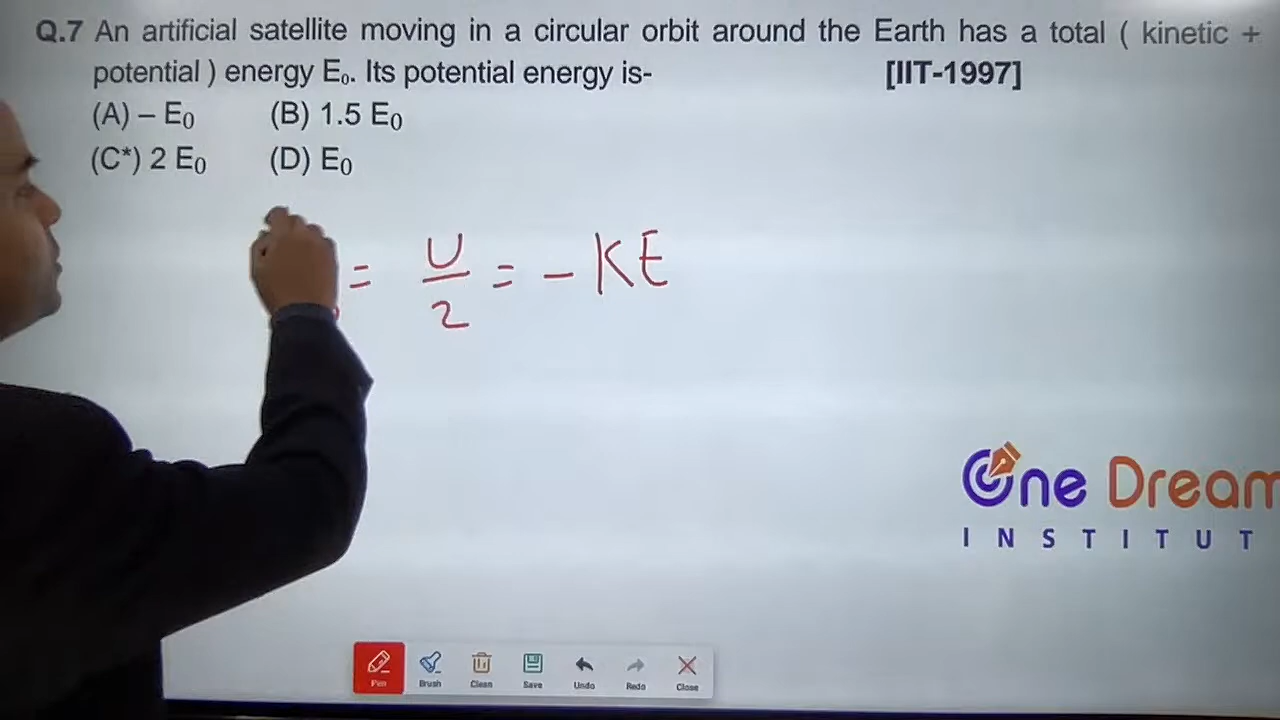 Q.7 An artificial satellite moving in a circular orbit around the Earth has a total ( kinetic +
potential ) energy E₀. Its potential energy is- [IIT-1997]
(A) – E₀ (B) 1.5 E₀
(C*) 2 E₀ (D) E₀
= U/2 = - KE
One Dream
INSTITUT
Pen Brush Clean Save Undo Redo Close